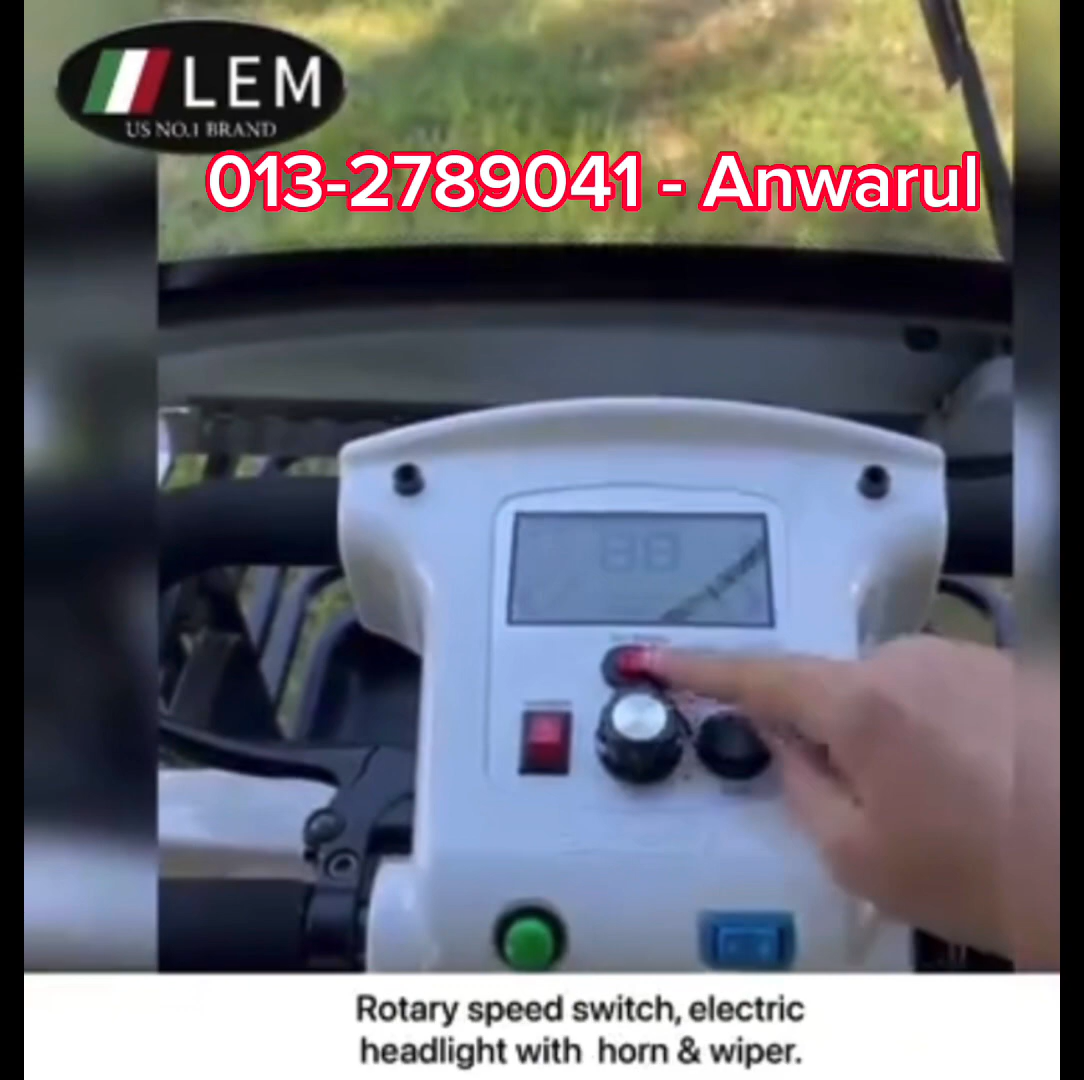 LEM
US NO.1 BRAND
013-2789041 - Anwarul
Rotary speed switch, electric
headlight with horn & wiper.